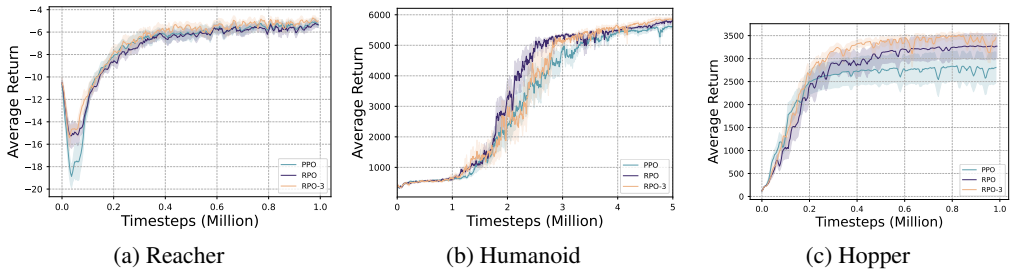 −4
−6
−8
−10
−12
−14
−16
−18
−20
Average Return
0.0 0.2 0.4 0.6 0.8 1.0
Timesteps (Million)
PPO
RPO
RPO-3
(a) Reacher
6000
5000
4000
3000
2000
1000
Average Return
0 1 2 3 4 5
Timesteps (Million)
PPO
RPO
RPO-3
(b) Humanoid
3500
3000
2500
2000
1500
1000
500
0
Average Return
0.0 0.2 0.4 0.6 0.8 1.0
Timesteps (Million)
PPO
RPO
RPO-3
(c) Hopper